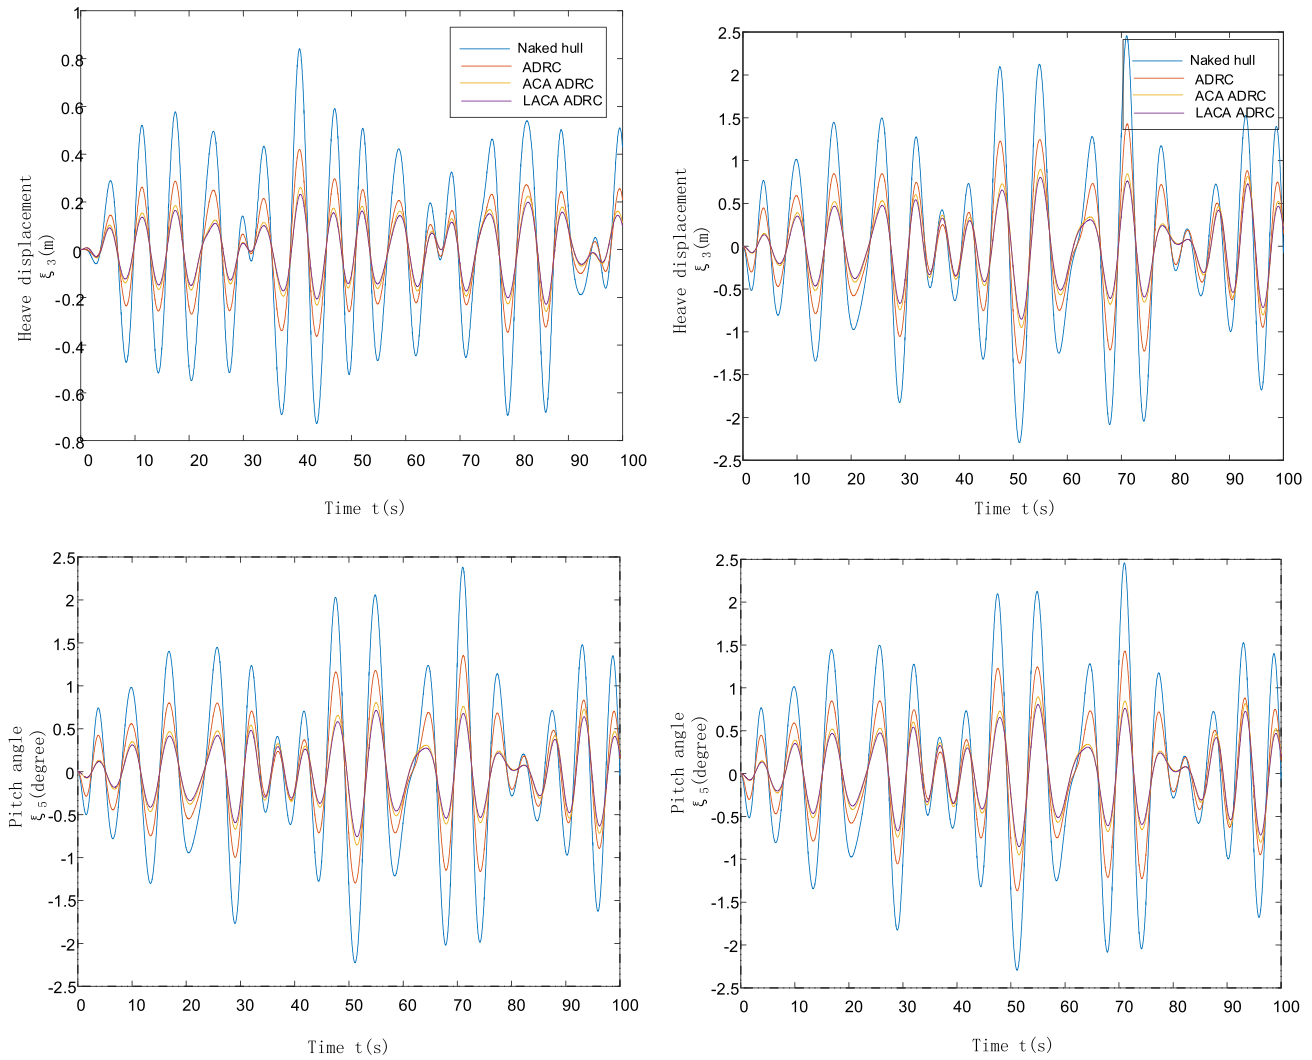 1
0.8
0.6
0.4
0.2
0
-0.2
-0.4
-0.6
-0.8
0 10 20 30 40 50 60 70 80 90 100
Heave displacement
ξ3(m)
Time t(s)
Naked hull
ADRC
ACA ADRC
LACA ADRC
2.5
2
1.5
1
0.5
0
-0.5
-1
-1.5
-2
-2.5
0 10 20 30 40 50 60 70 80 90 100
Heave displacement
ξ3(m)
Time t(s)
Naked hull
ADRC
ACA ADRC
LACA ADRC
2.5
2
1.5
1
0.5
0
-0.5
-1
-1.5
-2
-2.5
0 10 20 30 40 50 60 70 80 90 100
Pitch angle
ξ5(degree)
Time t(s)
2.5
2
1.5
1
0.5
0
-0.5
-1
-1.5
-2
-2.5
0 10 20 30 40 50 60 70 80 90 100
Pitch angle
ξ5(degree)
Time t(s)